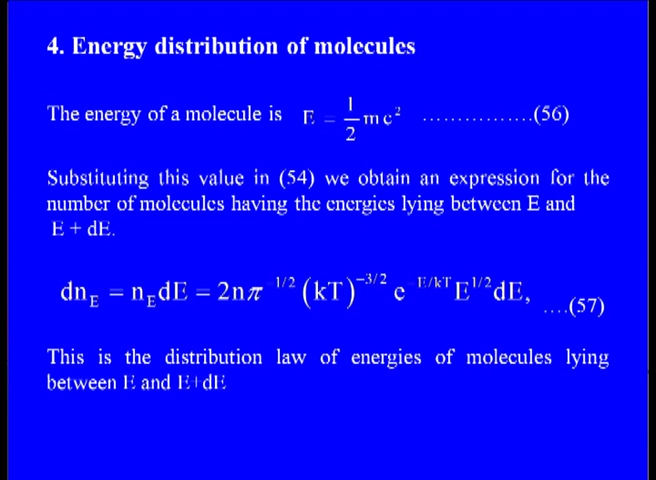 4. Energy distribution of molecules
The energy of a molecule is E = 1/2 m c² ................(56)
Substituting this value in (54) we obtain an expression for the
number of molecules having the energies lying between E and
E + dE.
dn_E = n_E dE = 2nπ^{-1/2} (kT)^{-3/2} e^{-E/kT} E^{1/2} dE, ....(57)
This is the distribution law of energies of molecules lying
between E and E+dE